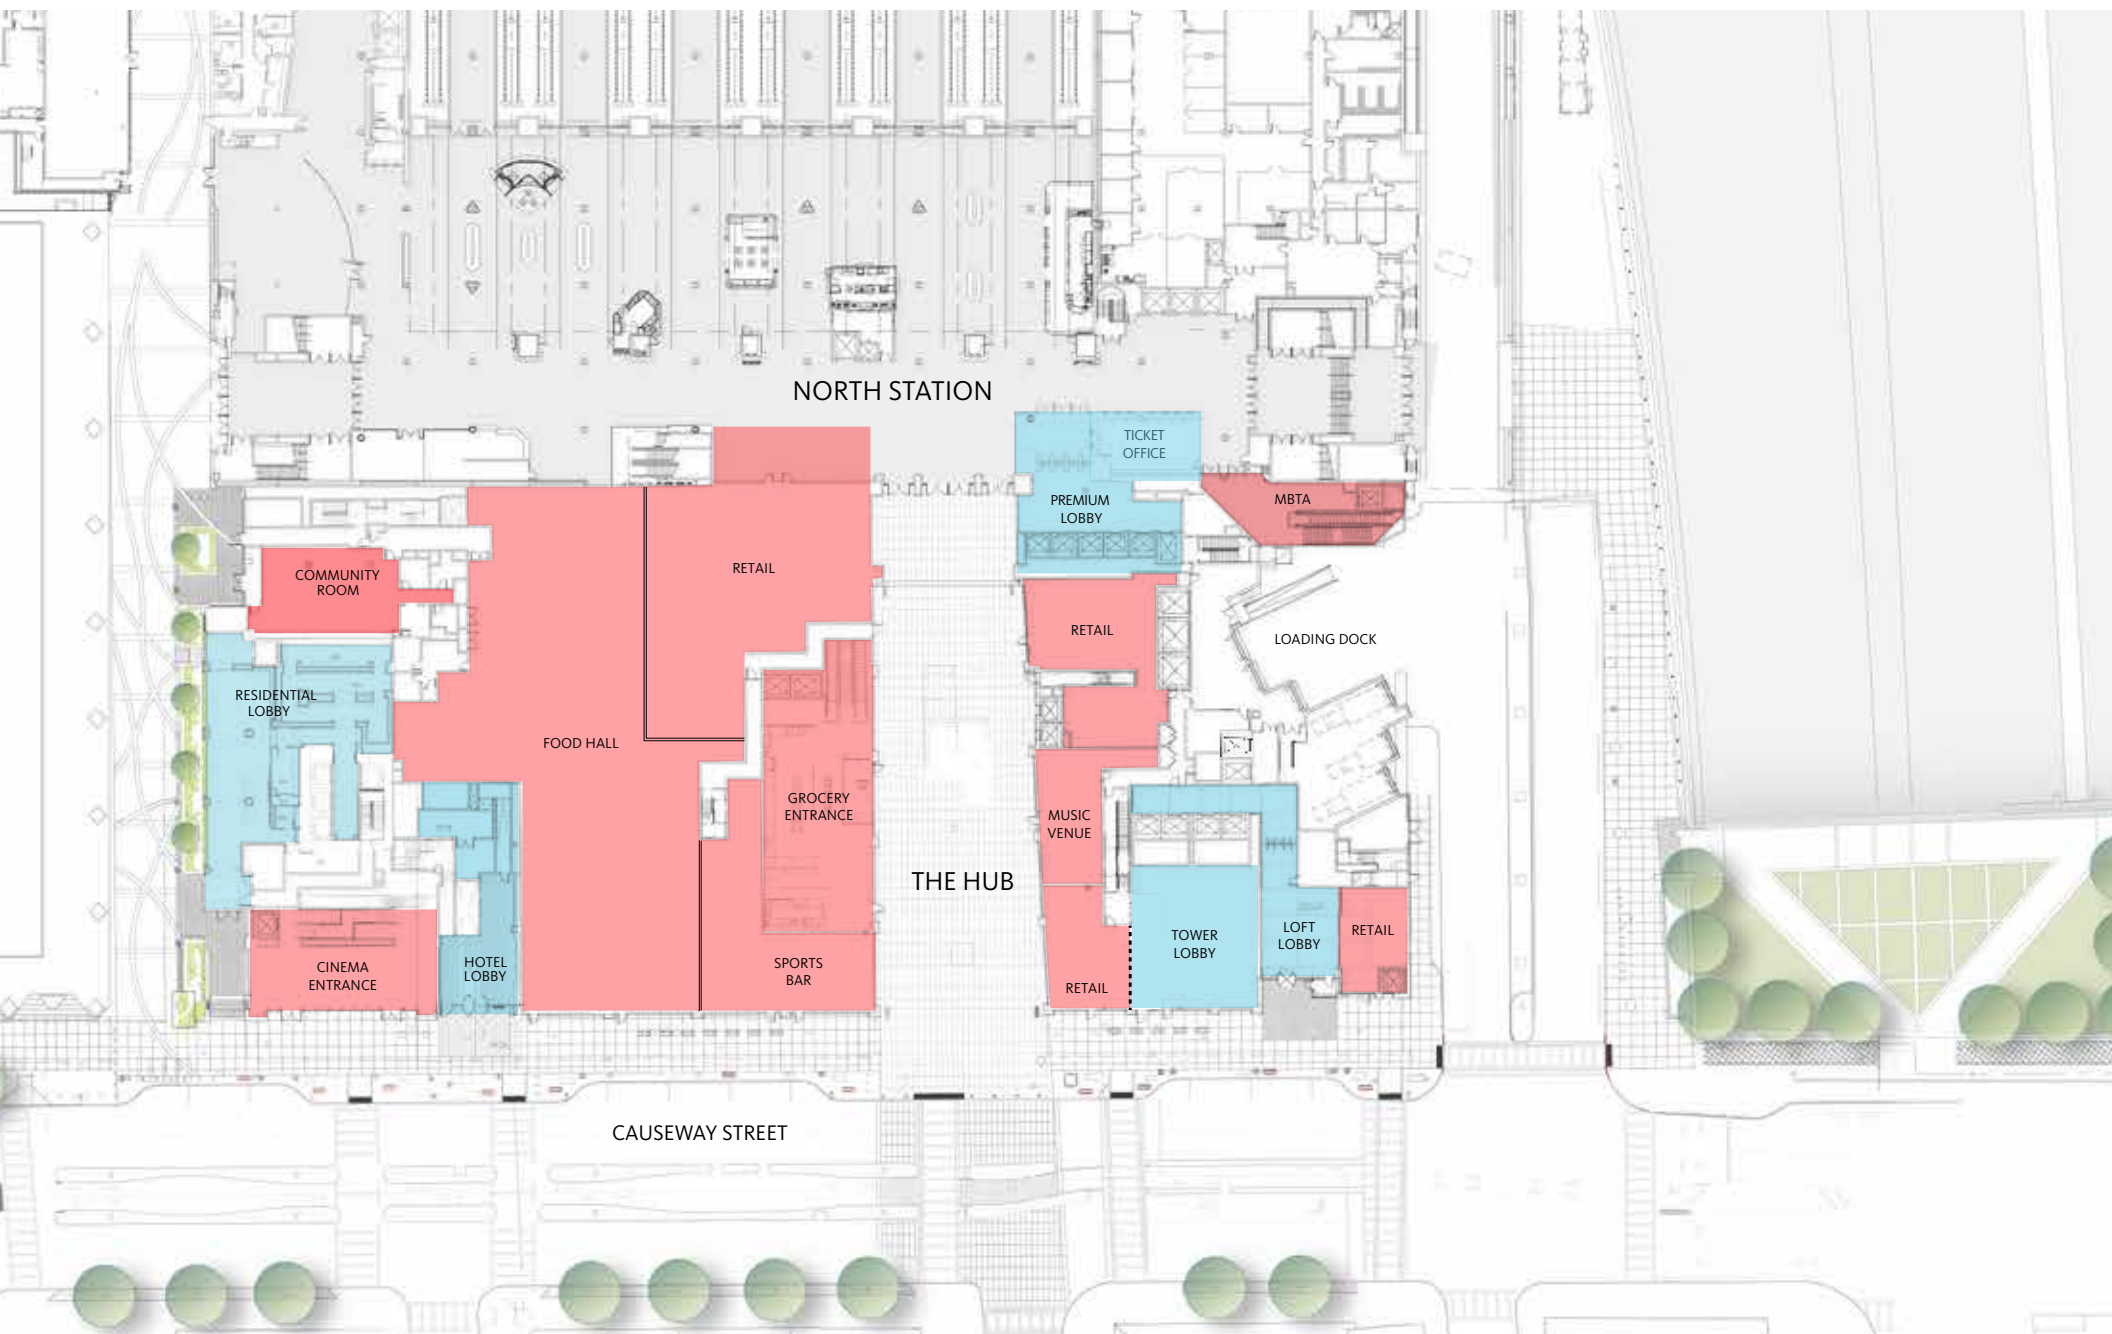 NORTH STATION
TICKET
OFFICE
PREMIUM
LOBBY
MBTA
COMMUNITY
ROOM
RETAIL
RETAIL
LOADING DOCK
RESIDENTIAL
LOBBY
FOOD HALL
GROCERY
ENTRANCE
MUSIC
VENUE
THE HUB
TOWER
LOBBY
LOFT
LOBBY
RETAIL
CINEMA
ENTRANCE
HOTEL
LOBBY
SPORTS
BAR
RETAIL
CAUSEWAY STREET